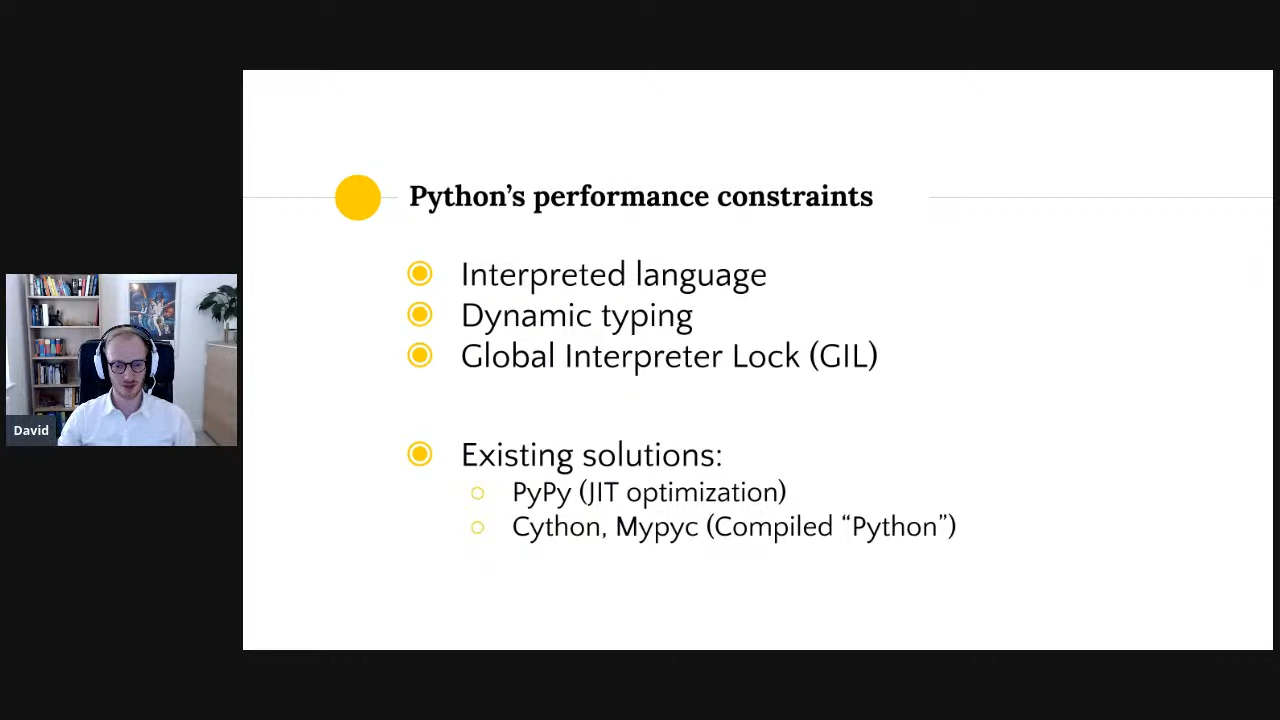 Python’s performance constraints
Interpreted language
Dynamic typing
Global Interpreter Lock (GIL)
Existing solutions:
PyPy (JIT optimization)
Cython, Mypyc (Compiled “Python”)
David